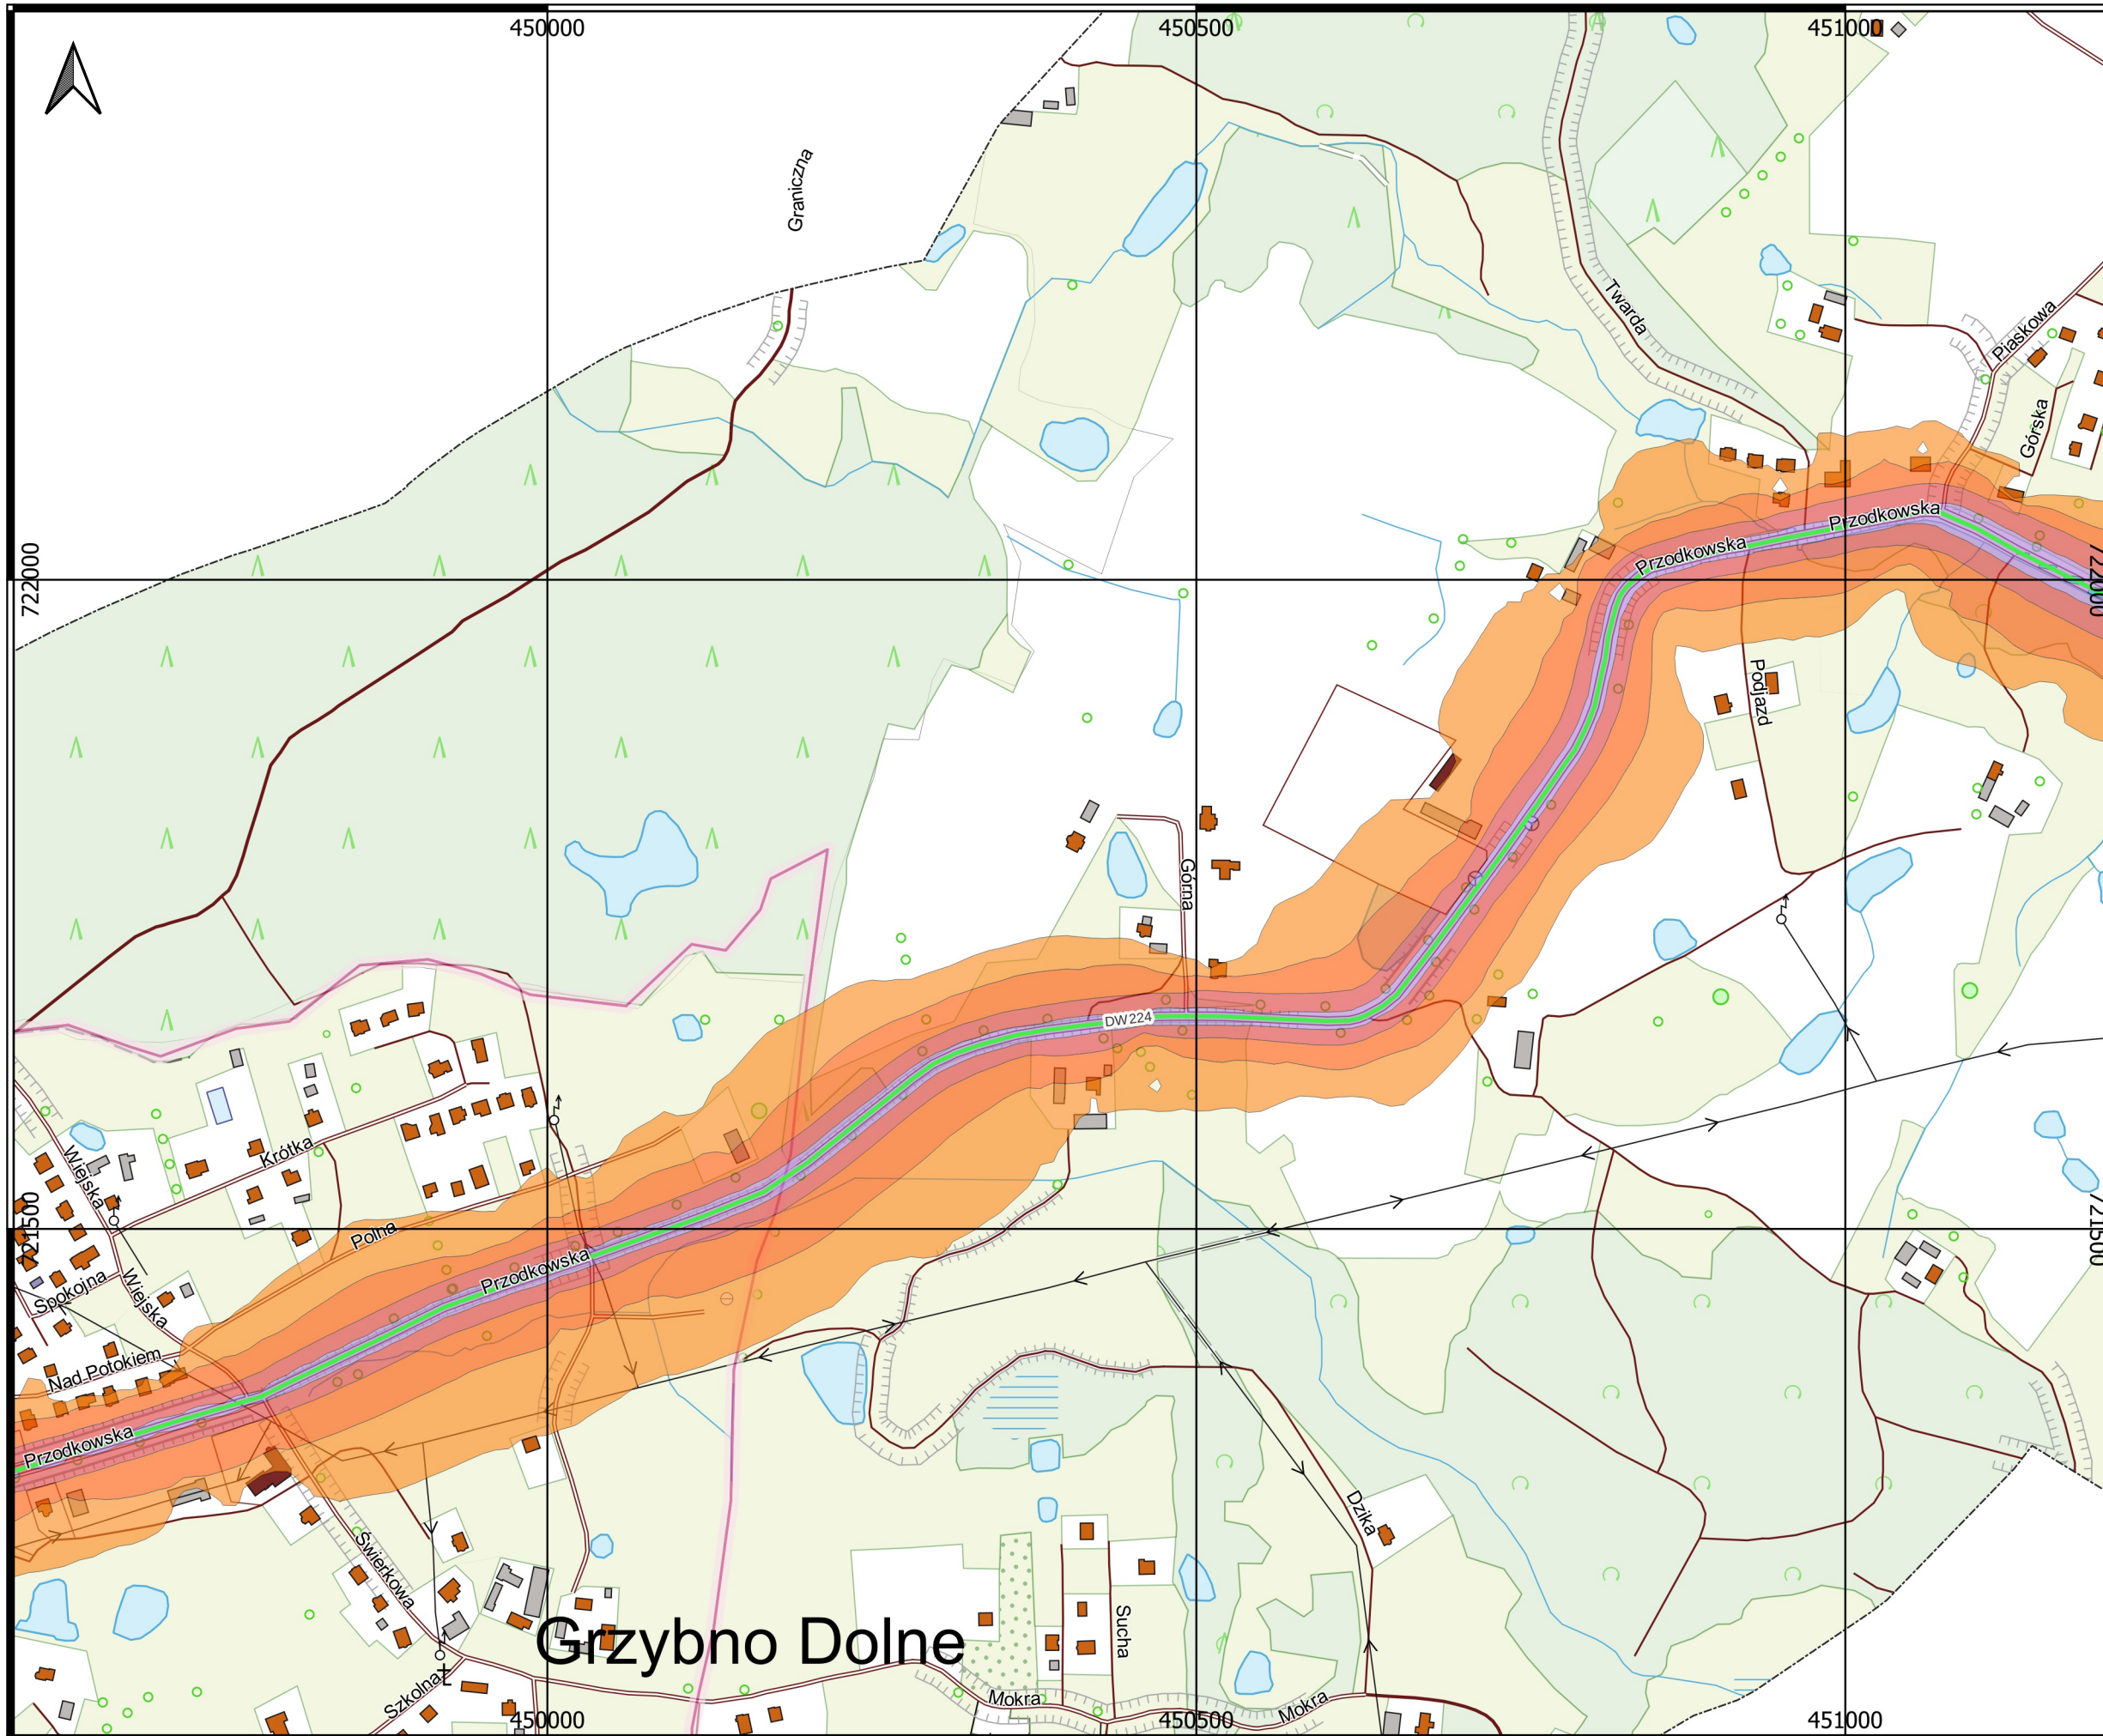 450000
450500
451000
Graniczna
Twarda
Piaskowa
Górska
Przodkowska
Przodkowska
722000
722000
Podjazd
Górna
DW224
Wiejska
Krótka
Polna
721500
721500
Przodkowska
Spokojna
Wiejska
Nad Potokiem
Przodkowska
Świerkowa
Dzika
Grzybno Dolne
Sucha
Szkolna
Mokra
Mokra
450000
450500
451000